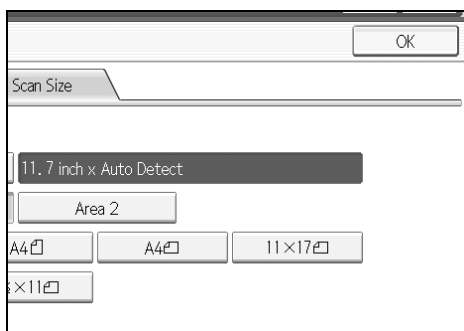 OK
Scan Size
11.7 inch x Auto Detect
Area 2
A4 A4 11×17
×11